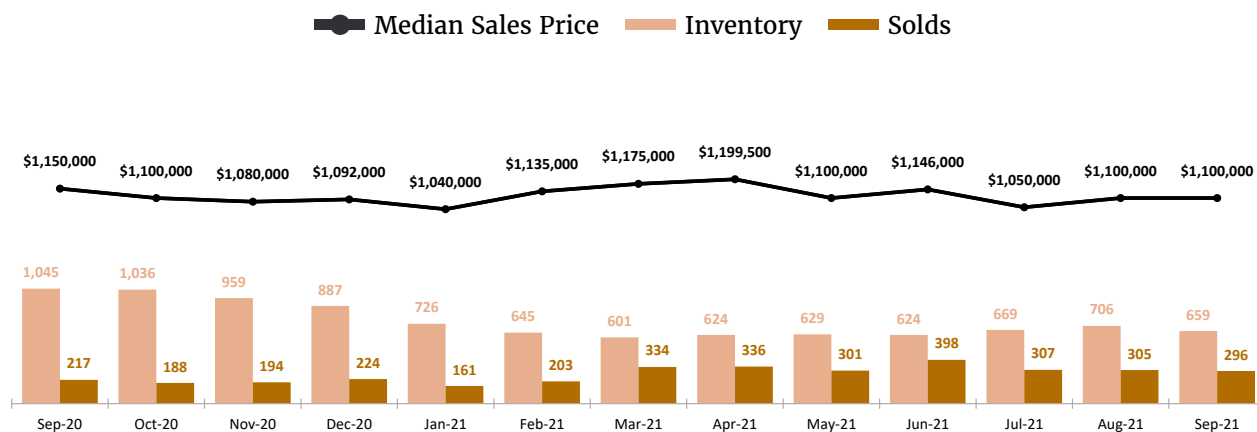 Median Sales Price Inventory Solds
$1,150,000 $1,100,000 $1,080,000 $1,092,000 $1,040,000 $1,135,000 $1,175,000 $1,199,500 $1,100,000 $1,146,000 $1,050,000 $1,100,000 $1,100,000
1,045 1,036 959 887 726 645 601 624 629 624 669 706 659
217 188 194 224 161 203 334 336 301 398 307 305 296
Sep-20 Oct-20 Nov-20 Dec-20 Jan-21 Feb-21 Mar-21 Apr-21 May-21 Jun-21 Jul-21 Aug-21 Sep-21